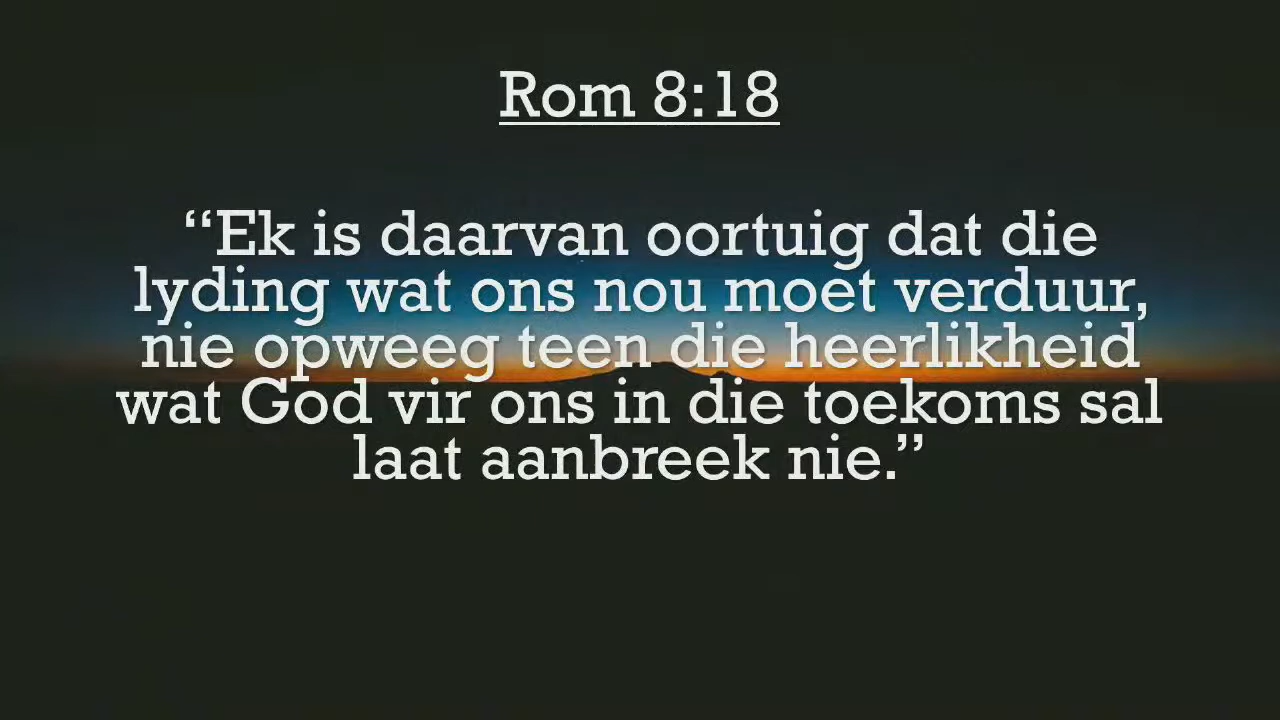 Rom 8:18
“Ek is daarvan oortuig dat die
lyding wat ons nou moet verduur,
nie opweeg teen die heerlikheid
wat God vir ons in die toekoms sal
laat aanbreek nie.”